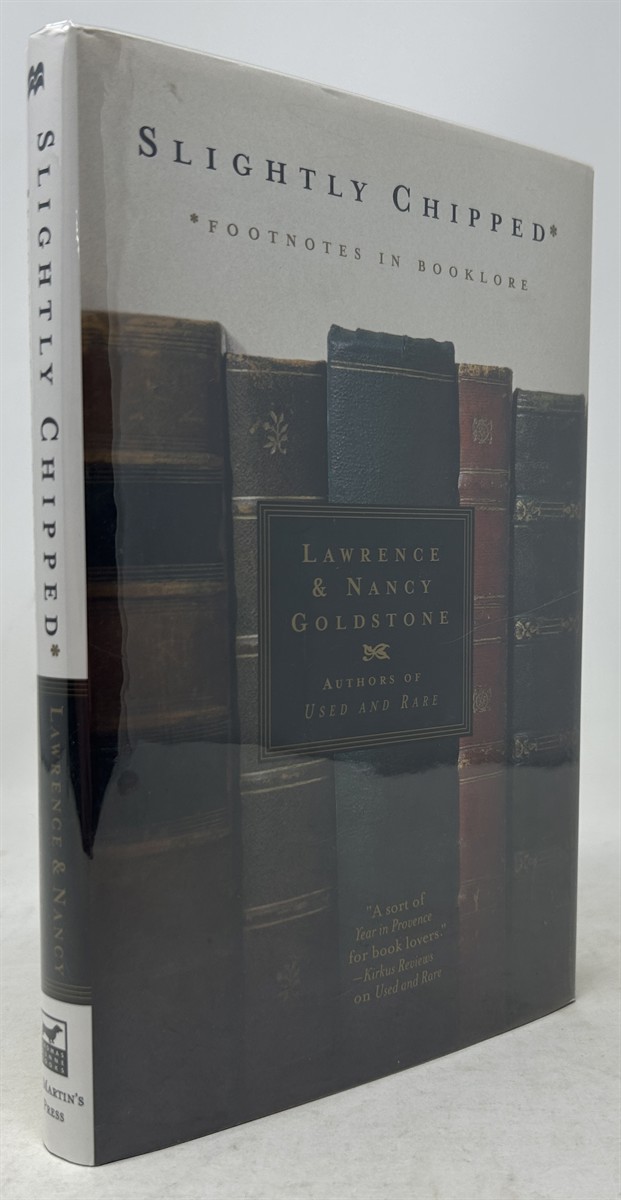 SLIGHTLY CHIPPED*
*FOOTNOTES IN BOOKLORE
LAWRENCE
& NANCY
GOLDSTONE
AUTHORS OF
USED AND RARE
"A sort of
Year in Provence
for book lovers."
—Kirkus Reviews
on Used and Rare
SLIGHTLY CHIPPED*
LAWRENCE & NANCY
MARTIN'S
PRESS